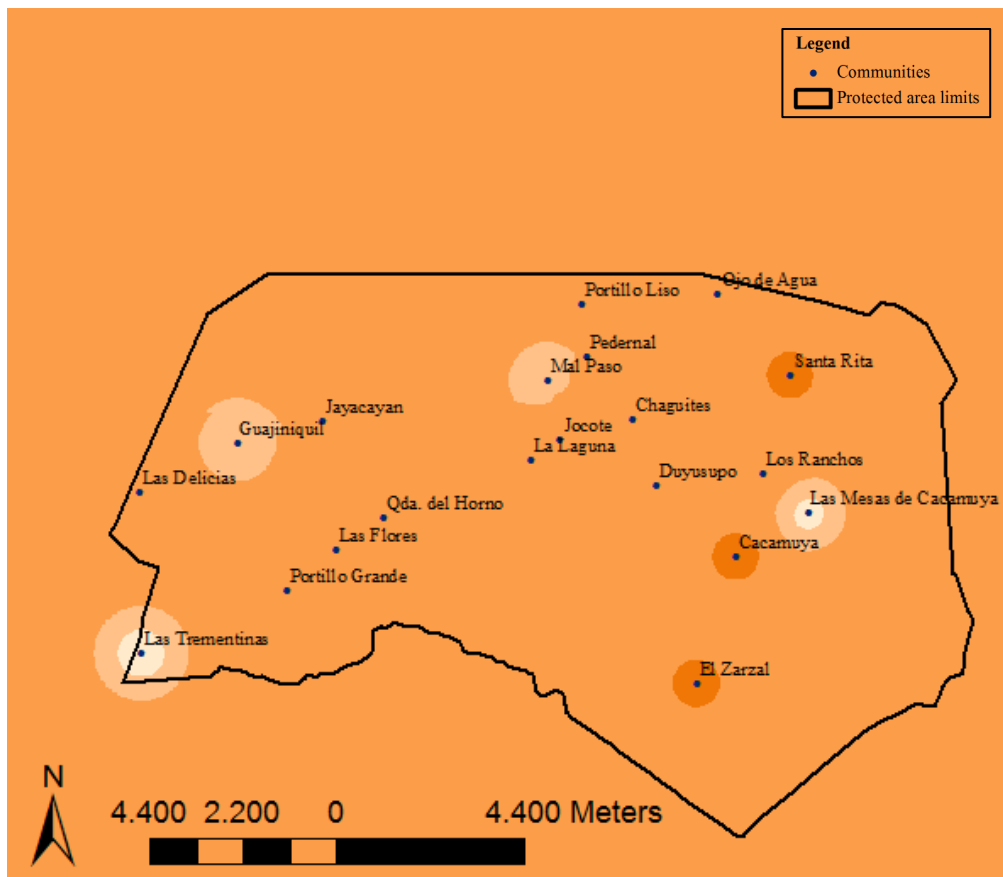 Legend
Communities
Protected area limits
Ojo de Agua
Portillo Liso
Pedernal
Mal Paso
Santa Rita
Jayacayan
Chaguites
Guajiniquil
Jocote
La Laguna
Los Ranchos
Las Delicias
Duyusupo
Qda. del Horno
Las Mesas de Cacamuya
Las Flores
Cacamuya
Portillo Grande
Las Trementinas
El Zarzal
N
4.400 2.200 0 4.400 Meters